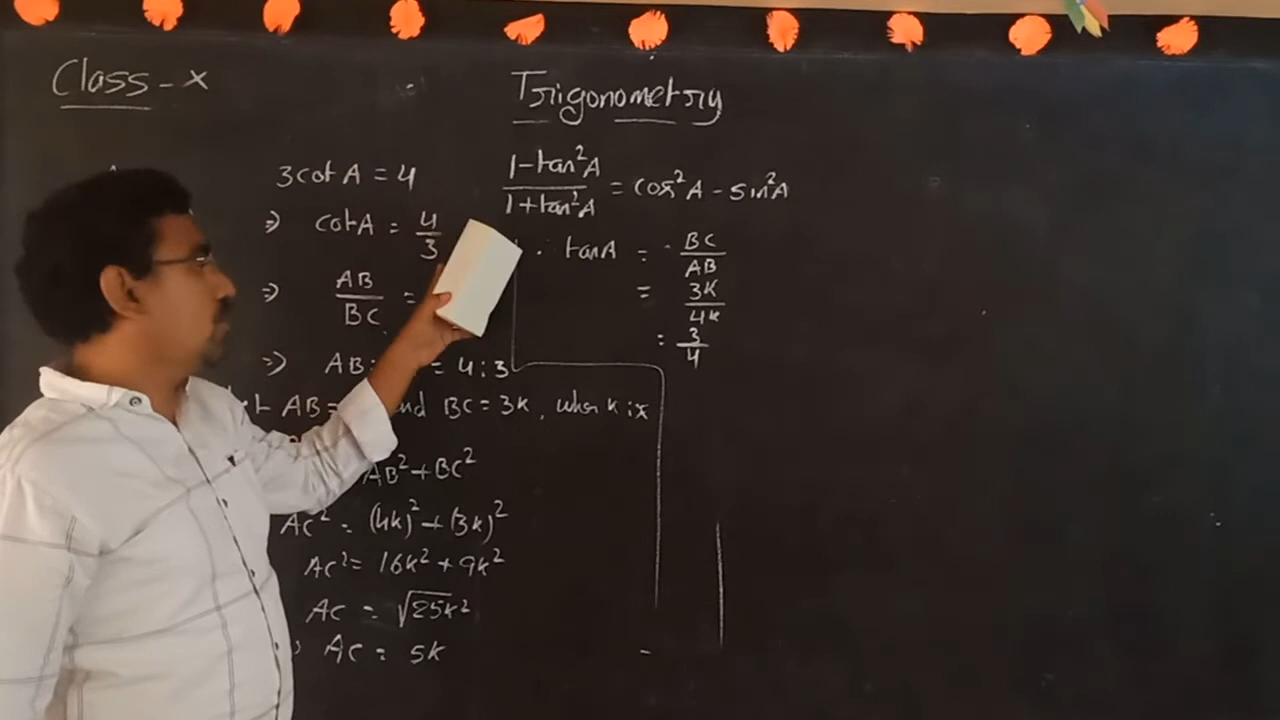 Class-X
Trigonometry
3cotA = 4
⇒ cotA = 4/3
⇒ AB/BC =
⇒ AB: = 4:3
AB= and BC = 3K, when k is
AB² + BC²
AC² = (4k)² + (3k)²
AC² = 16k² + 9k²
AC = √25k²
AC = 5k
1-tan²A/1+tan²A = cos²A - sin²A
tanA = BC/AB
= 3K/4K
= 3/4